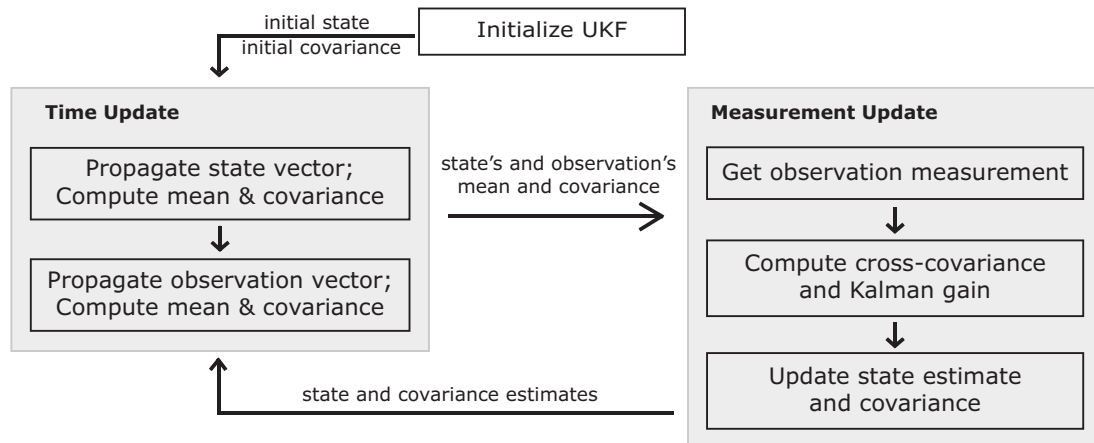 initial state
initial covariance
Initialize UKF
Time Update
Propagate state vector;
Compute mean & covariance
Propagate observation vector;
Compute mean & covariance
state's and observation's
mean and covariance
Measurement Update
Get observation measurement
Compute cross-covariance
and Kalman gain
Update state estimate
and covariance
state and covariance estimates